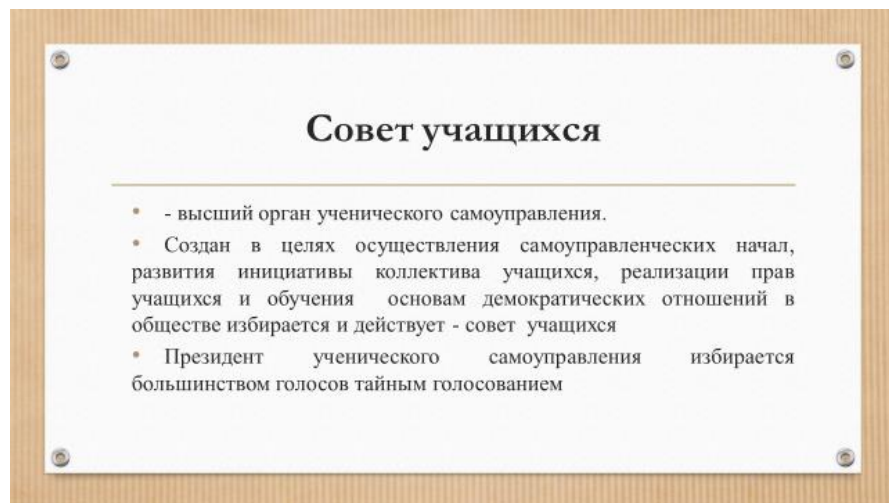 Совет учащихся
• - высший орган ученического самоуправления.
• Создан в целях осуществления самоуправленческих начал,
развития инициативы коллектива учащихся, реализации прав
учащихся и обучения основам демократических отношений в
обществе избирается и действует - совет учащихся
• Президент ученического самоуправления избирается
большинством голосов тайным голосованием